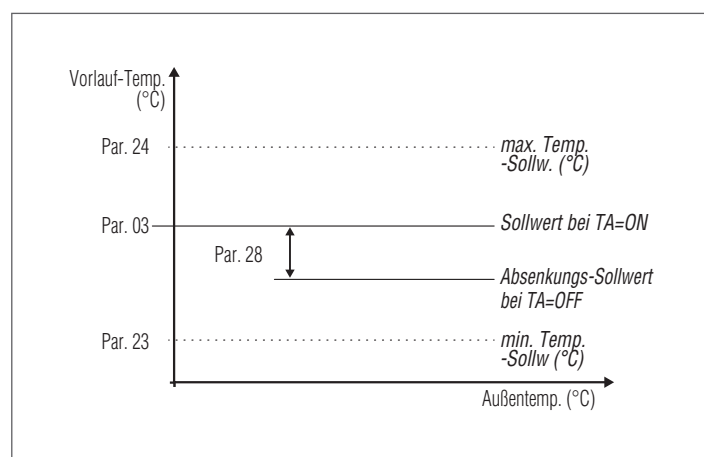 Vorlauf-Temp.
(°C)
Par. 24
max. Temp.
-Sollw. (°C)
Par. 03
Sollwert bei TA=ON
Par. 28
Absenkungs-Sollwert
bei TA=OFF
Par. 23
min. Temp.
-Sollw (°C)
Außentemp. (°C)